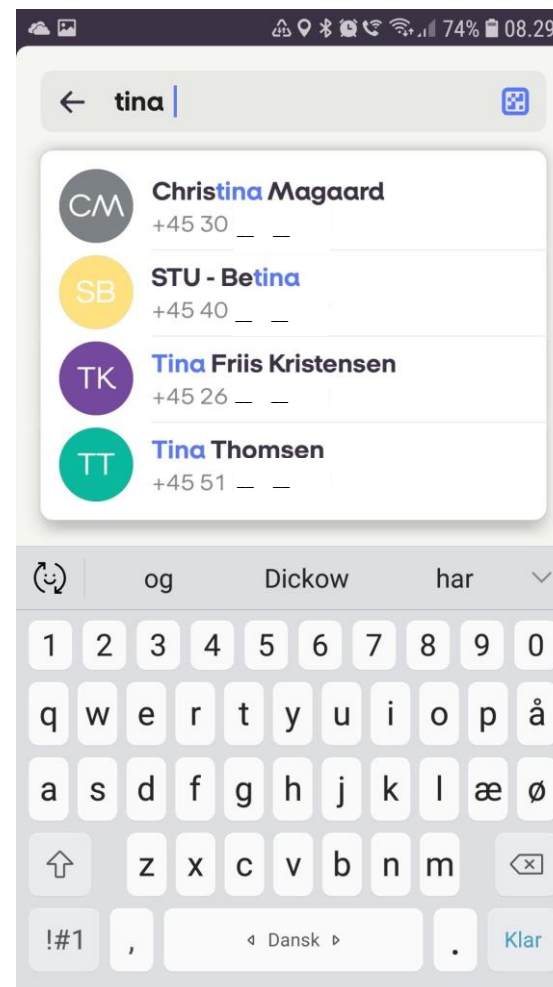 74% 08.29
tina
CM
Christina Magaard
+45 30 _ _
SB
STU - Betina
+45 40 _ _
TK
Tina Friis Kristensen
+45 26 _ _
TT
Tina Thomsen
+45 51 _ _
og Dickow har
1 2 3 4 5 6 7 8 9 0
q w e r t y u i o p å
a s d f g h j k l æ ø
z x c v b n m
!#1 , Dansk . Klar